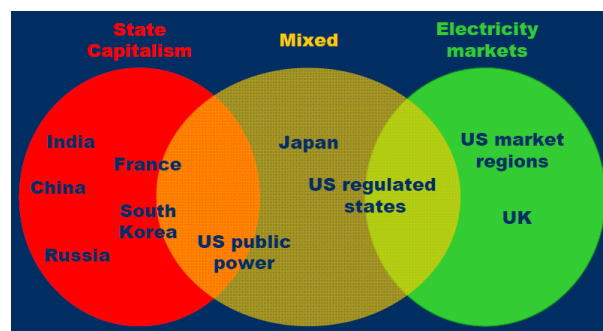 State
Capitalism
Mixed
Electricity
markets
India
France
China
South
Korea
Russia
US public
power
Japan
US regulated
states
US market
regions
UK